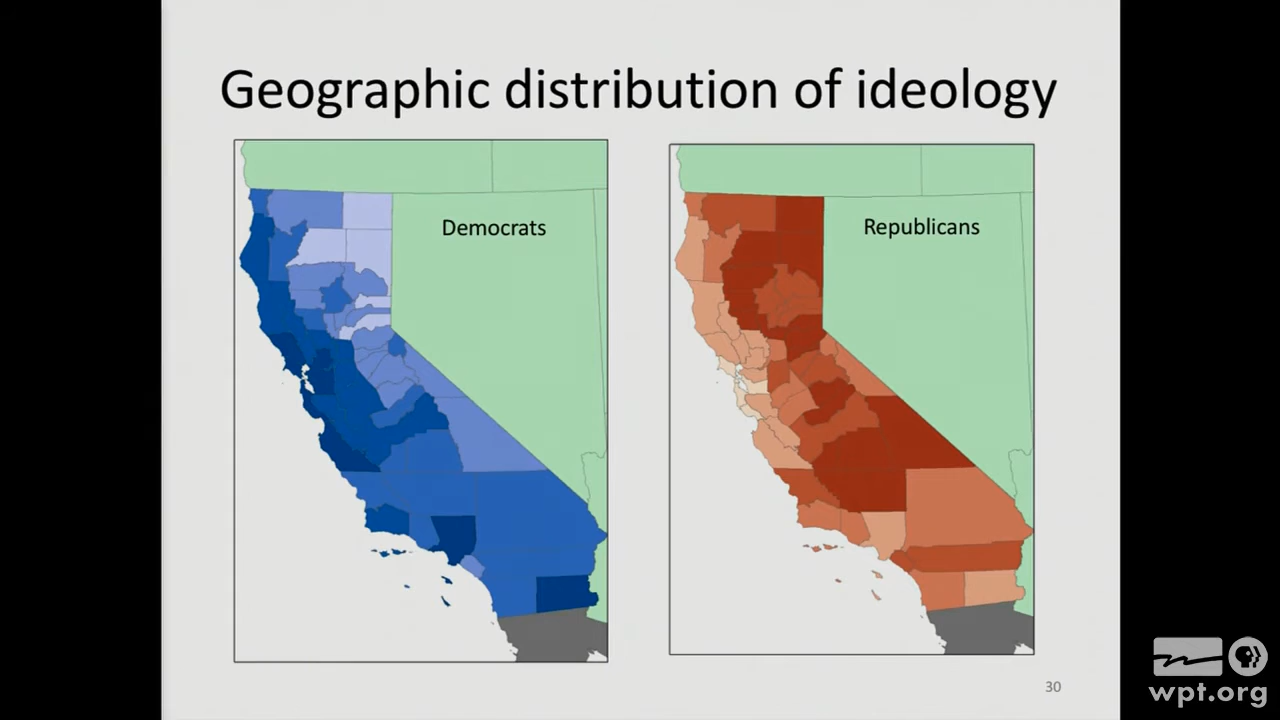 Geographic distribution of ideology
Democrats
Republicans
30
wpt.org